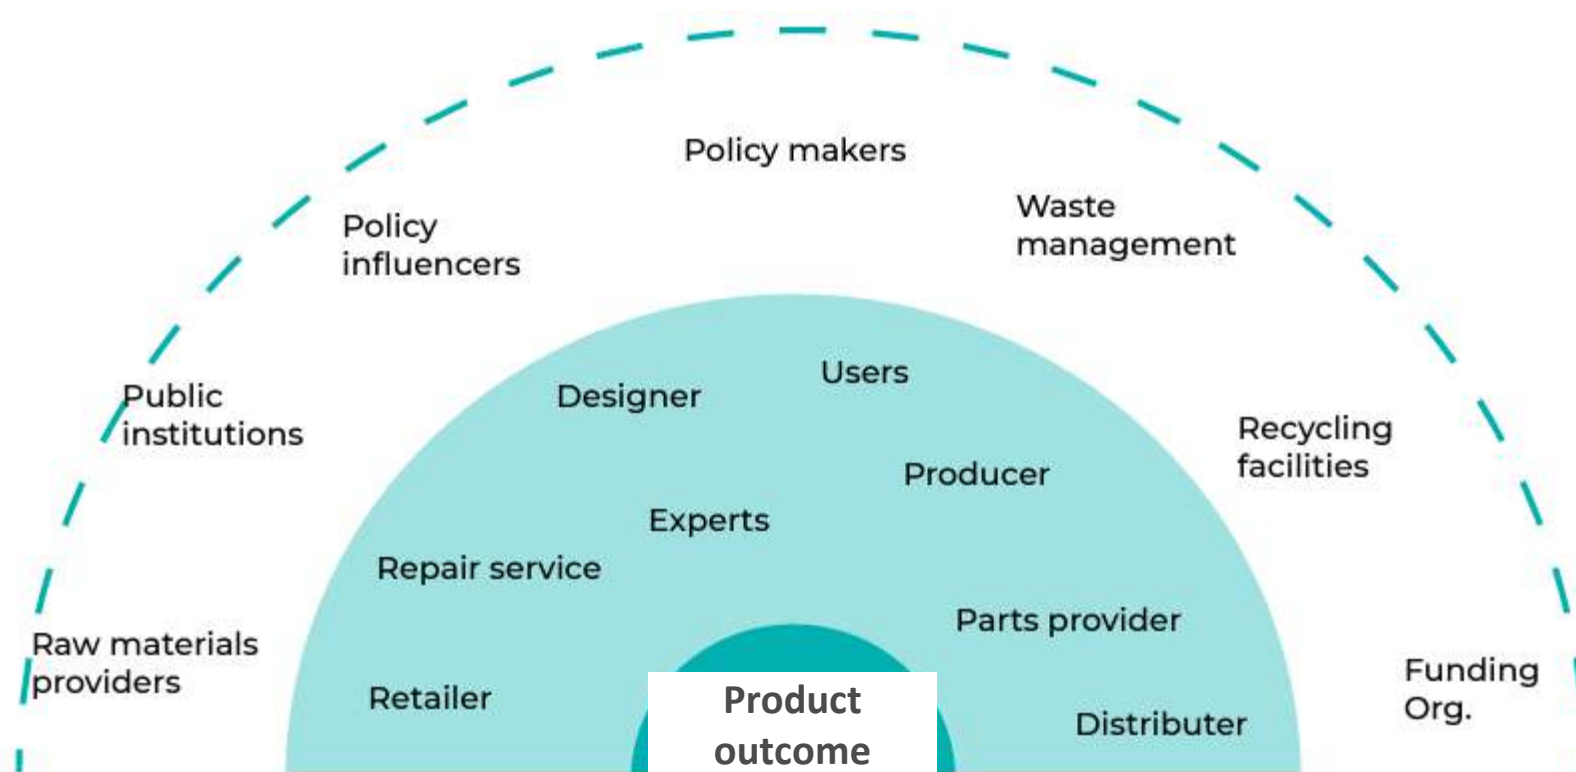 Policy makers
Policy
influencers
Waste
management
Public
institutions
Designer
Users
Recycling
facilities
Producer
Experts
Repair service
Parts provider
Raw materials
providers
Retailer
Product
outcome
Distributer
Funding
Org.